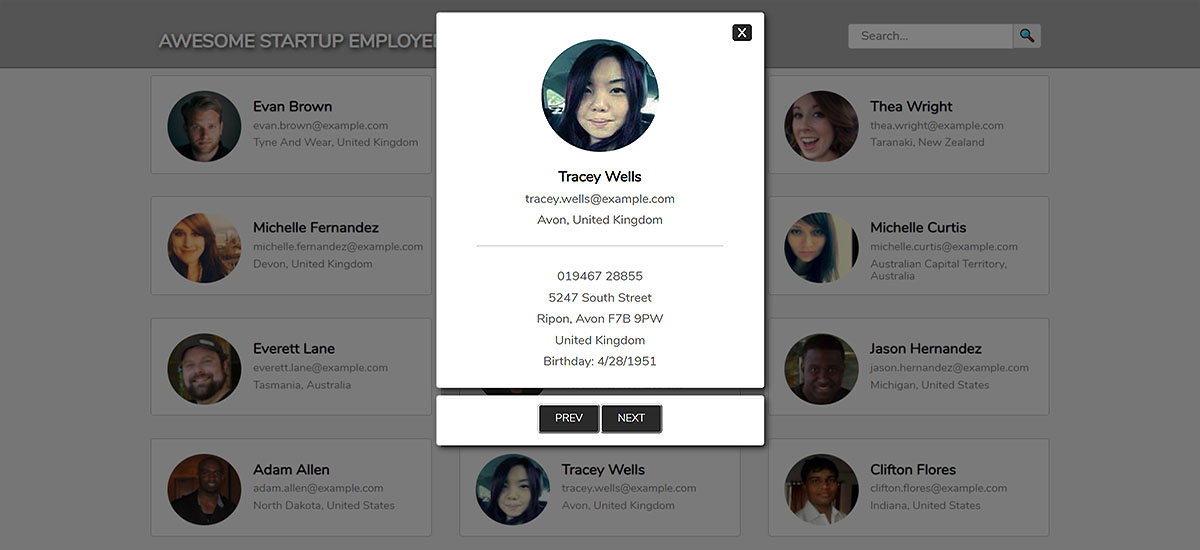 AWESOME STARTUP EMPLOYE
Search...
X
Tracey Wells
tracey.wells@example.com
Avon, United Kingdom
019467 28855
5247 South Street
Ripon, Avon F7B 9PW
United Kingdom
Birthday: 4/28/1951
PREV NEXT
Evan Brown
evan.brown@example.com
Tyne And Wear, United Kingdom
Thea Wright
thea.wright@example.com
Taranaki, New Zealand
Michelle Fernandez
michelle.fernandez@example.com
Devon, United Kingdom
Michelle Curtis
michelle.curtis@example.com
Australian Capital Territory,
Australia
Everett Lane
everett.lane@example.com
Tasmania, Australia
Jason Hernandez
jason.hernandez@example.com
Michigan, United States
Adam Allen
adam.allen@example.com
North Dakota, United States
Tracey Wells
tracey.wells@example.com
Avon, United Kingdom
Clifton Flores
clifton.flores@example.com
Indiana, United States